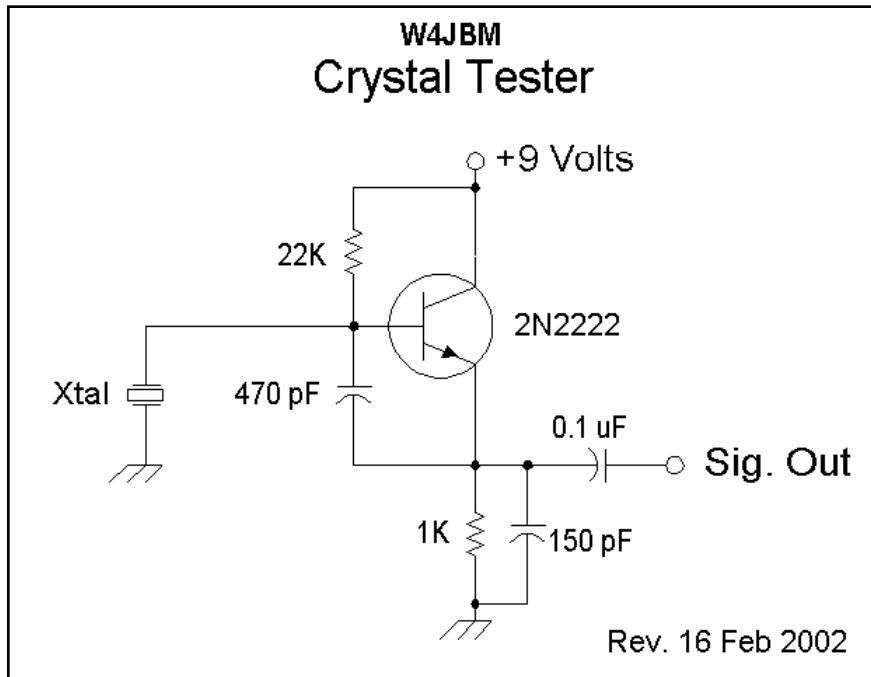 W4JBM
Crystal Tester
+9 Volts
22K
2N2222
Xtal
470 pF
0.1 uF
Sig. Out
1K
150 pF
Rev. 16 Feb 2002